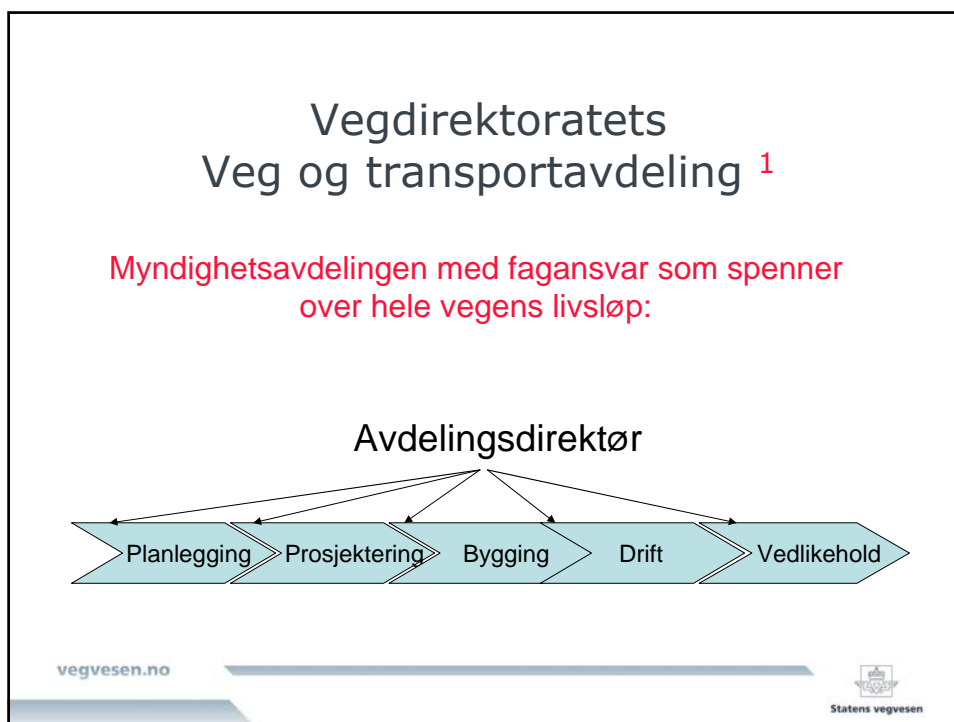 Vegdirektoratets
Veg og transportavdeling 1
Myndighetsavdelingen med fagansvar som spenner
over hele vegens livsløp:
Avdelingsdirektør
Planlegging Prosjektering Bygging Drift Vedlikehold
vegvesen.no
Statens vegvesen